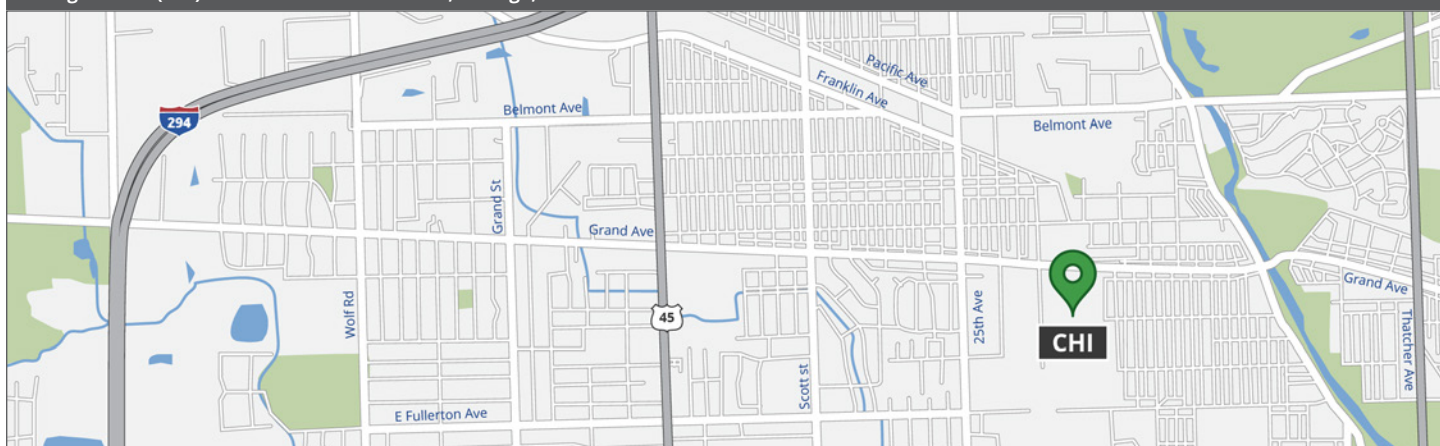 Pacific Ave
Franklin Ave
Belmont Ave
294
Belmont Ave
Grand St
Grand Ave
Grand Ave
Wolf Rd
45
25th Ave
CHI
Thatcher Ave
Scott st
E Fullerton Ave